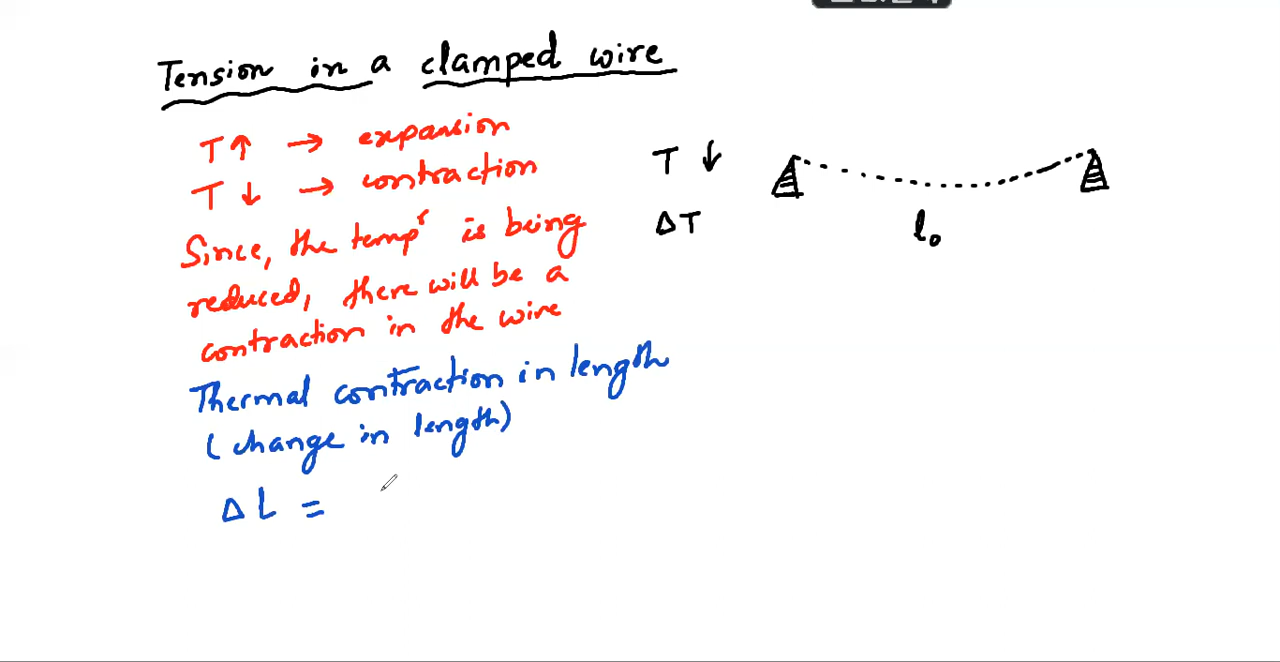 Tension in a clamped wire
T↑ → expansion
T↓ → contraction
Since, the tempʳ is being
reduced, there will be a
contraction in the wire
Thermal contraction in length
(change in length)
ΔL =
T ↓
ΔT
l₀